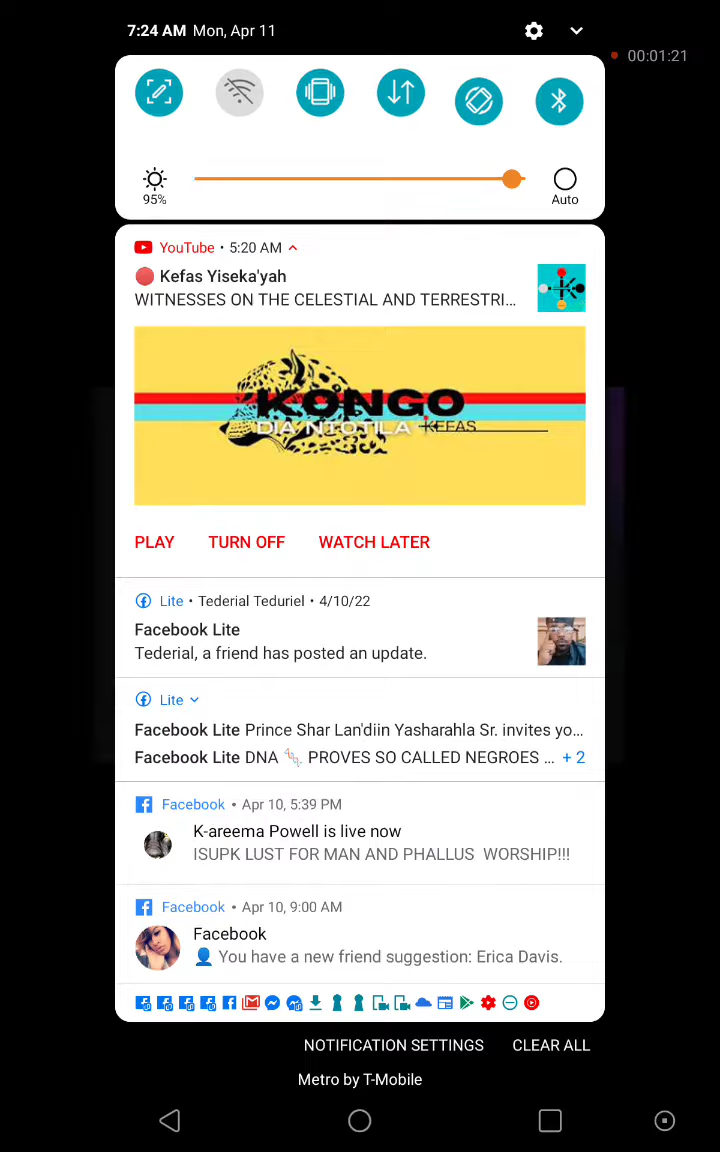 7:24 AM Mon, Apr 11
00:01:21
95%
Auto
YouTube • 5:20 AM
🔴 Kefas Yiseka'yah
WITNESSES ON THE CELESTIAL AND TERRESTRI...
KONGO
DIA NTOTILA KEFAS
PLAY TURN OFF WATCH LATER
Lite • Tederial Teduriel • 4/10/22
Facebook Lite
Tederial, a friend has posted an update.
Lite
Facebook Lite Prince Shar Lan'diin Yasharahla Sr. invites yo...
Facebook Lite DNA 🧬 PROVES SO CALLED NEGROES ... + 2
Facebook • Apr 10, 5:39 PM
K-areema Powell is live now
ISUPK LUST FOR MAN AND PHALLUS WORSHIP!!!
Facebook • Apr 10, 9:00 AM
Facebook
👤 You have a new friend suggestion: Erica Davis.
NOTIFICATION SETTINGS CLEAR ALL
Metro by T-Mobile